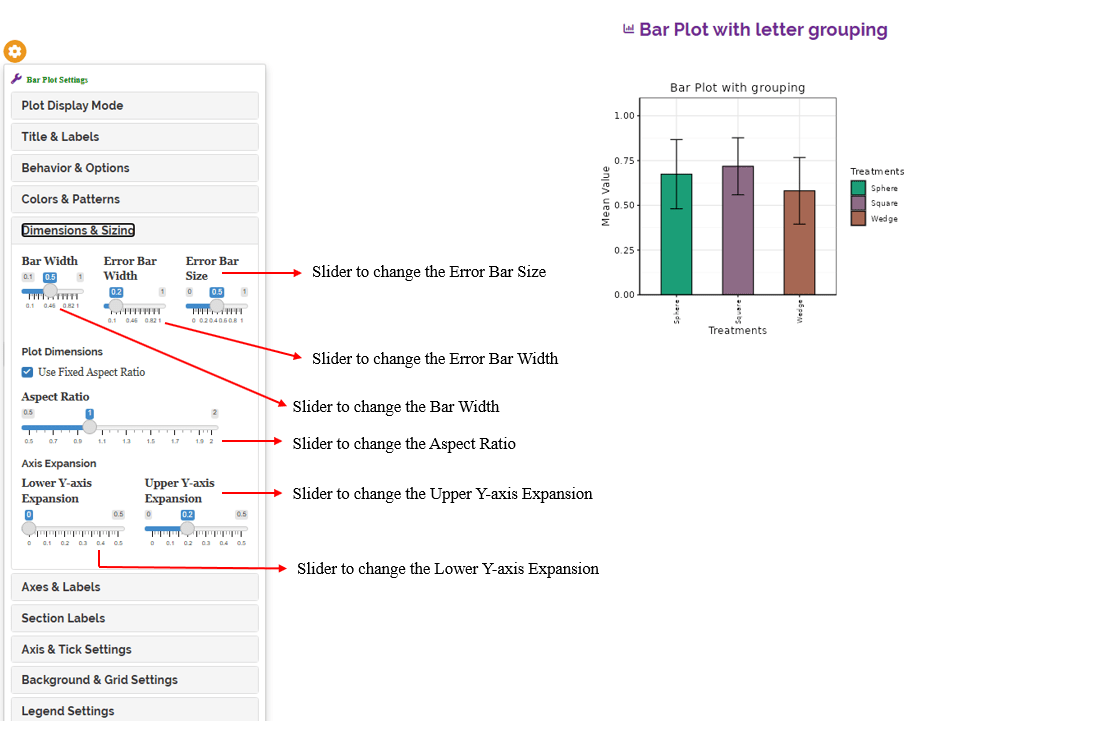 Bar Plot with letter grouping
Bar Plot Settings
Plot Display Mode
Title & Labels
Behavior & Options
Colors & Patterns
Dimensions & Sizing
Bar Width
0.1 0.5 1
0.1 0.46 0.82 1
Error Bar
Width
0.2 1
0.1 0.46 0.82 1
Error Bar
Size
0 0.5 1
0 0.2 0.4 0.6 0.8 1
Slider to change the Error Bar Size
Slider to change the Error Bar Width
Slider to change the Bar Width
Plot Dimensions
Use Fixed Aspect Ratio
Aspect Ratio
0.5 1 2
0.5 0.7 0.9 1.1 1.3 1.5 1.7 1.9 2
Slider to change the Aspect Ratio
Axis Expansion
Lower Y-axis
Expansion
0 0.5
0 0.1 0.2 0.3 0.4 0.5
Upper Y-axis
Expansion
0 0.2 0.5
0 0.1 0.2 0.3 0.4 0.5
Slider to change the Upper Y-axis Expansion
Slider to change the Lower Y-axis Expansion
Axes & Labels
Section Labels
Axis & Tick Settings
Background & Grid Settings
Legend Settings
Bar Plot with grouping
Mean Value
1.00
0.75
0.50
0.25
0.00
Sphere
Square
Wedge
Treatments
Treatments
Sphere
Square
Wedge